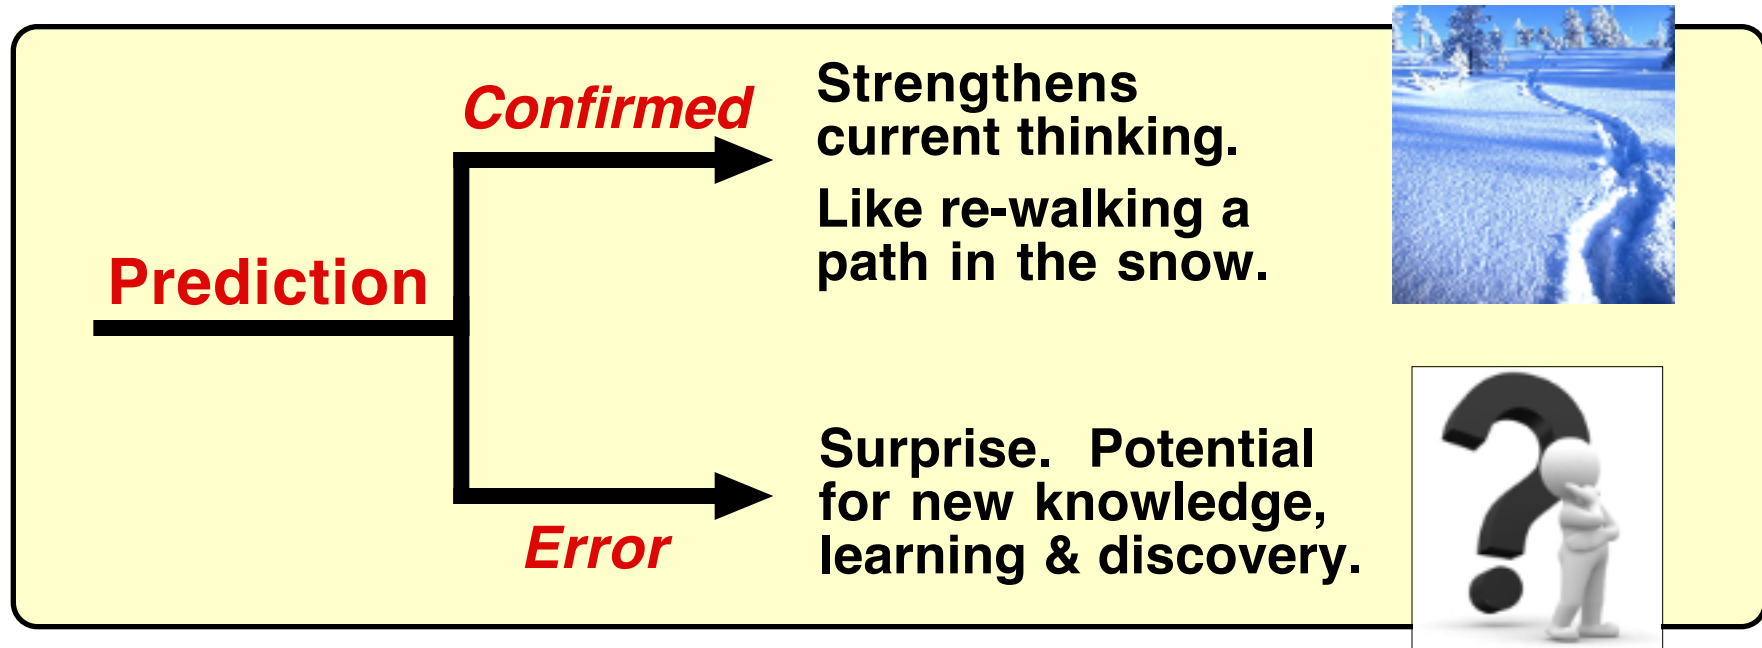 Prediction
Confirmed
Strengthens
current thinking.
Like re-walking a
path in the snow.
Error
Surprise. Potential
for new knowledge,
learning & discovery.